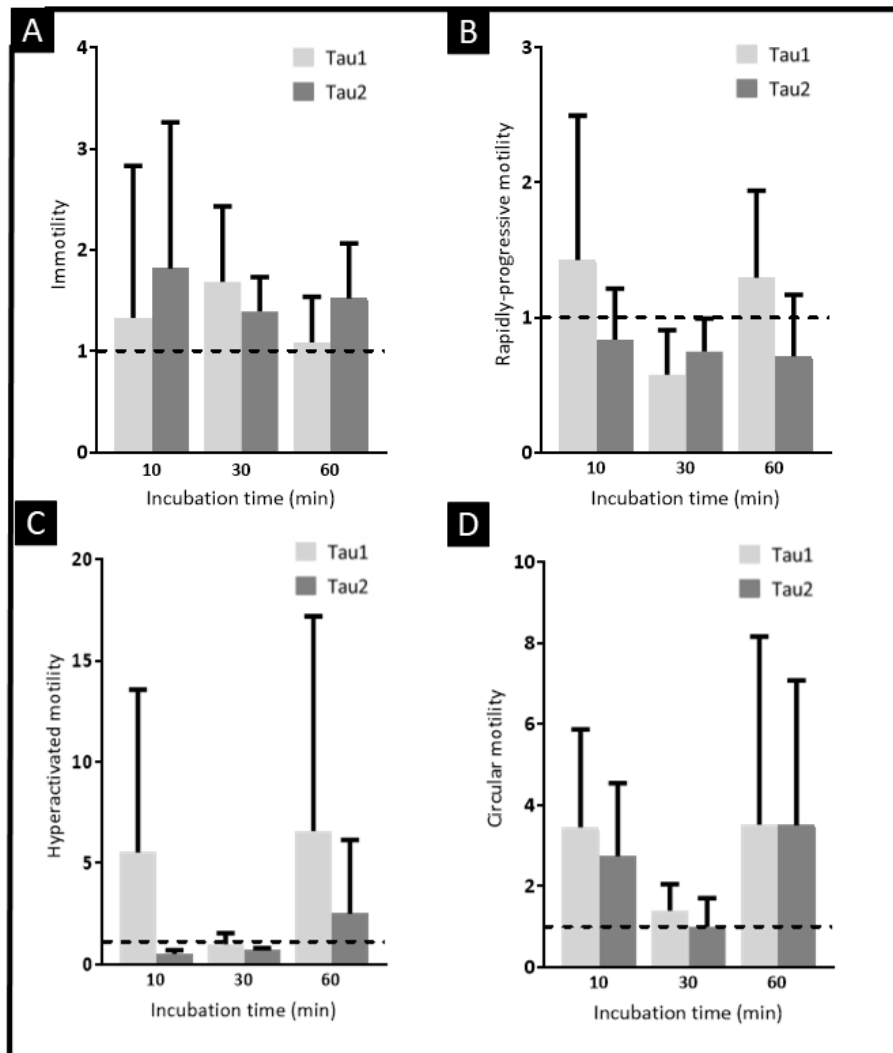 A
Immotility
4
3
2
1
0
Tau1
Tau2
10 30 60
Incubation time (min)
B
Rapidly-progressive motility
3
2
1
0
Tau1
Tau2
10 30 60
Incubation time (min)
C
Hyperactivated motility
20
15
10
5
0
Tau1
Tau2
10 30 60
Incubation time (min)
D
Circular motility
10
8
6
4
2
0
Tau1
Tau2
10 30 60
Incubation time (min)